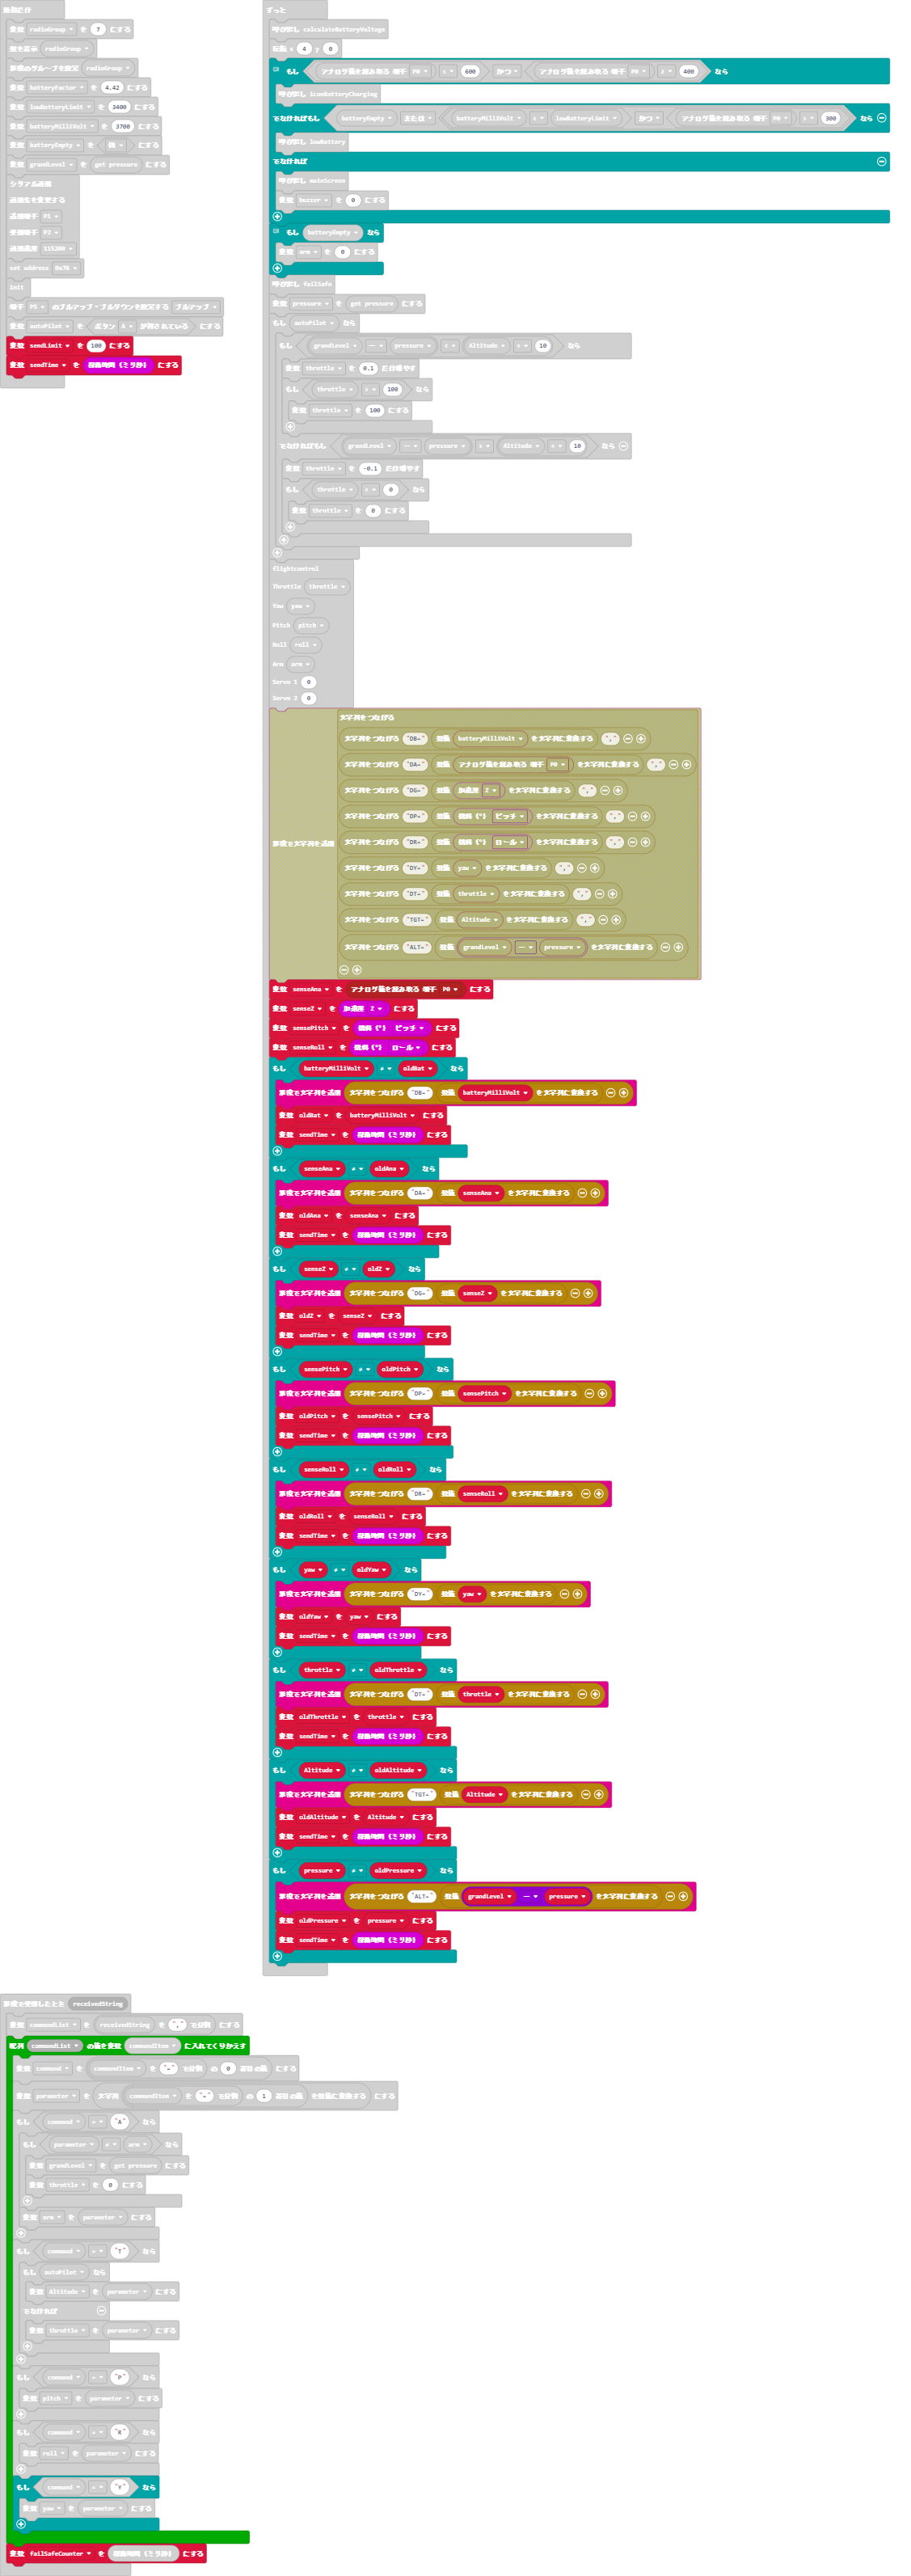 最初だけ
変数 radioGroup を 7 にする
数を表示 radioGroup
無線のグループを設定 radioGroup
変数 batteryFactor を 4.42 にする
変数 lowBatteryLimit を 3400 にする
変数 batteryMilliVolt を 3700 にする
変数 batteryEmpty を 偽 にする
変数 grandLevel を get pressure にする
シリアル通信
通信先を変更する
送信端子 P1
受信端子 P2
通信速度 115200
set address 0x76
init
端子 P5 のプルアップ・プルダウンを設定する プルアップ
変数 autoPilot を ボタン A が押されている にする
変数 sendLimit を 100 にする
変数 sendTime を 稼働時間（ミリ秒） にする
ずっと
呼び出し calculateBatteryVoltage
反転 x 4 y 0
もし アナログ値を読み取る 端子 P0 < 600 かつ アナログ値を読み取る 端子 P0 ≥ 400 なら
呼び出し iconBatteryCharging
でなければもし batteryEmpty または batteryMilliVolt < lowBatteryLimit かつ アナログ値を読み取る 端子 P0 > 300 なら
呼び出し lowBattery
でなければ
呼び出し mainScreen
変数 buzzer を 0 にする
もし batteryEmpty なら
変数 arm を 0 にする
呼び出し failSafe
変数 pressure を get pressure にする
もし autoPilot なら
もし grandLevel - pressure < Altitude × 10 なら
変数 throttle を 0.1 だけ増やす
もし throttle > 100 なら
変数 throttle を 100 にする
でなければもし grandLevel - pressure > Altitude × 10 なら
変数 throttle を -0.1 だけ増やす
もし throttle < 0 なら
変数 throttle を 0 にする
flightcontrol
Throttle throttle
Yaw yaw
Pitch pitch
Roll roll
Arm arm
Servo 1 0
Servo 2 0
無線で文字列を送信 文字列をつなげる
文字列をつなげる "DB=" 数値 batteryMilliVolt を文字列に変換する ","
文字列をつなげる "DA=" 数値 アナログ値を読み取る 端子 P0 を文字列に変換する ","
文字列をつなげる "DG=" 数値 加速度 Z を文字列に変換する ","
文字列をつなげる "DP=" 数値 傾斜（°） ピッチ を文字列に変換する ","
文字列をつなげる "DR=" 数値 傾斜（°） ロール を文字列に変換する ","
文字列をつなげる "DY=" 数値 yaw を文字列に変換する ","
文字列をつなげる "DT=" 数値 throttle を文字列に変換する ","
文字列をつなげる "TGT=" 数値 Altitude を文字列に変換する ","
文字列をつなげる "ALT=" 数値 grandLevel - pressure を文字列に変換する
変数 senseAna を アナログ値を読み取る 端子 P0 にする
変数 senseZ を 加速度 Z にする
変数 sensePitch を 傾斜（°） ピッチ にする
変数 senseRoll を 傾斜（°） ロール にする
もし batteryMilliVolt ≠ oldBat なら
無線で文字列を送信 文字列をつなげる "DB=" 数値 batteryMilliVolt を文字列に変換する
変数 oldBat を batteryMilliVolt にする
変数 sendTime を 稼働時間（ミリ秒） にする
もし senseAna ≠ oldAna なら
無線で文字列を送信 文字列をつなげる "DA=" 数値 senseAna を文字列に変換する
変数 oldAna を senseAna にする
変数 sendTime を 稼働時間（ミリ秒） にする
もし senseZ ≠ oldZ なら
無線で文字列を送信 文字列をつなげる "DG=" 数値 senseZ を文字列に変換する
変数 oldZ を senseZ にする
変数 sendTime を 稼働時間（ミリ秒） にする
もし sensePitch ≠ oldPitch なら
無線で文字列を送信 文字列をつなげる "DP=" 数値 sensePitch を文字列に変換する
変数 oldPitch を sensePitch にする
変数 sendTime を 稼働時間（ミリ秒） にする
もし senseRoll ≠ oldRoll なら
無線で文字列を送信 文字列をつなげる "DR=" 数値 senseRoll を文字列に変換する
変数 oldRoll を senseRoll にする
変数 sendTime を 稼働時間（ミリ秒） にする
もし yaw ≠ oldYaw なら
無線で文字列を送信 文字列をつなげる "DY=" 数値 yaw を文字列に変換する
変数 oldYaw を yaw にする
変数 sendTime を 稼働時間（ミリ秒） にする
もし throttle ≠ oldThrottle なら
無線で文字列を送信 文字列をつなげる "DT=" 数値 throttle を文字列に変換する
変数 oldThrottle を throttle にする
変数 sendTime を 稼働時間（ミリ秒） にする
もし Altitude ≠ oldAltitude なら
無線で文字列を送信 文字列をつなげる "TGT=" 数値 Altitude を文字列に変換する
変数 oldAltitude を Altitude にする
変数 sendTime を 稼働時間（ミリ秒） にする
もし pressure ≠ oldPressure なら
無線で文字列を送信 文字列をつなげる "ALT=" 数値 grandLevel - pressure を文字列に変換する
変数 oldPressure を pressure にする
変数 sendTime を 稼働時間（ミリ秒） にする
無線で受信したとき receivedString
変数 commandList を receivedString を "," で分割 にする
配列 commandList の値を変数 commandItem に入れてくりかえす
変数 command を commandItem を "=" で分割 の 0 番目の値 にする
変数 parameter を 文字列 commandItem を "=" で分割 の 1 番目の値 を数値に変換する にする
もし command = "A" なら
もし parameter ≠ arm なら
変数 grandLevel を get pressure にする
変数 throttle を 0 にする
変数 arm を parameter にする
もし command = "T" なら
もし autoPilot なら
変数 Altitude を parameter にする
でなければ
変数 throttle を parameter にする
もし command = "P" なら
変数 pitch を parameter にする
もし command = "R" なら
変数 roll を parameter にする
もし command = "Y" なら
変数 yaw を parameter にする
変数 failSafeCounter を 稼働時間（ミリ秒） にする